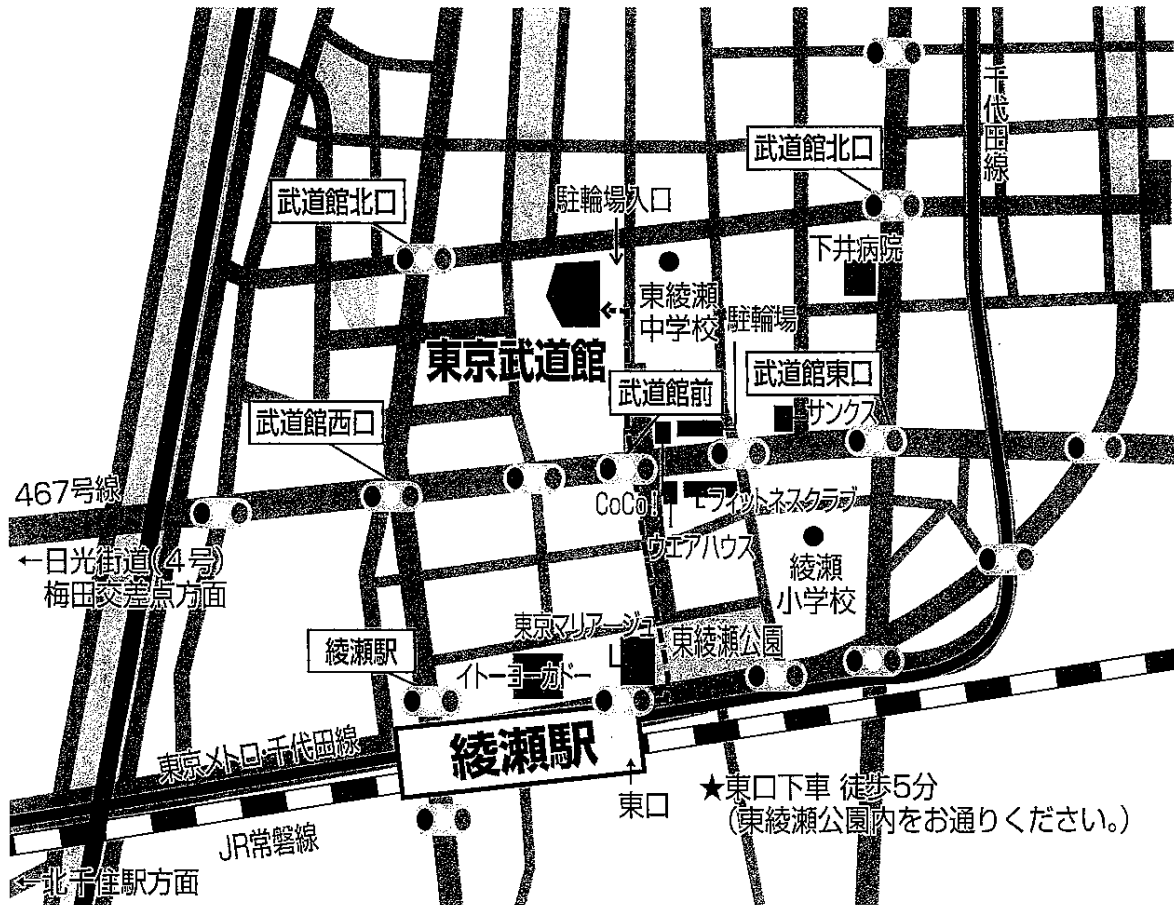 千代田線
武道館北口
武道館北口
駐輪場入口
下井病院
東綾瀬
中学校
駐輪場
東京武道館
武道館前
武道館東口
サンクス
武道館西口
467号線
CoCo!
フィットネスクラブ
ウエアハウス
←日光街道(4号)
梅田交差点方面
綾瀬
小学校
東京マリアージュ
東綾瀬公園
綾瀬駅
イトーヨーカドー
綾瀬駅
東京メトロ・千代田線
東口
★東口下車 徒歩5分
(東綾瀬公園内をお通りください。)
JR常磐線
←北千住駅方面